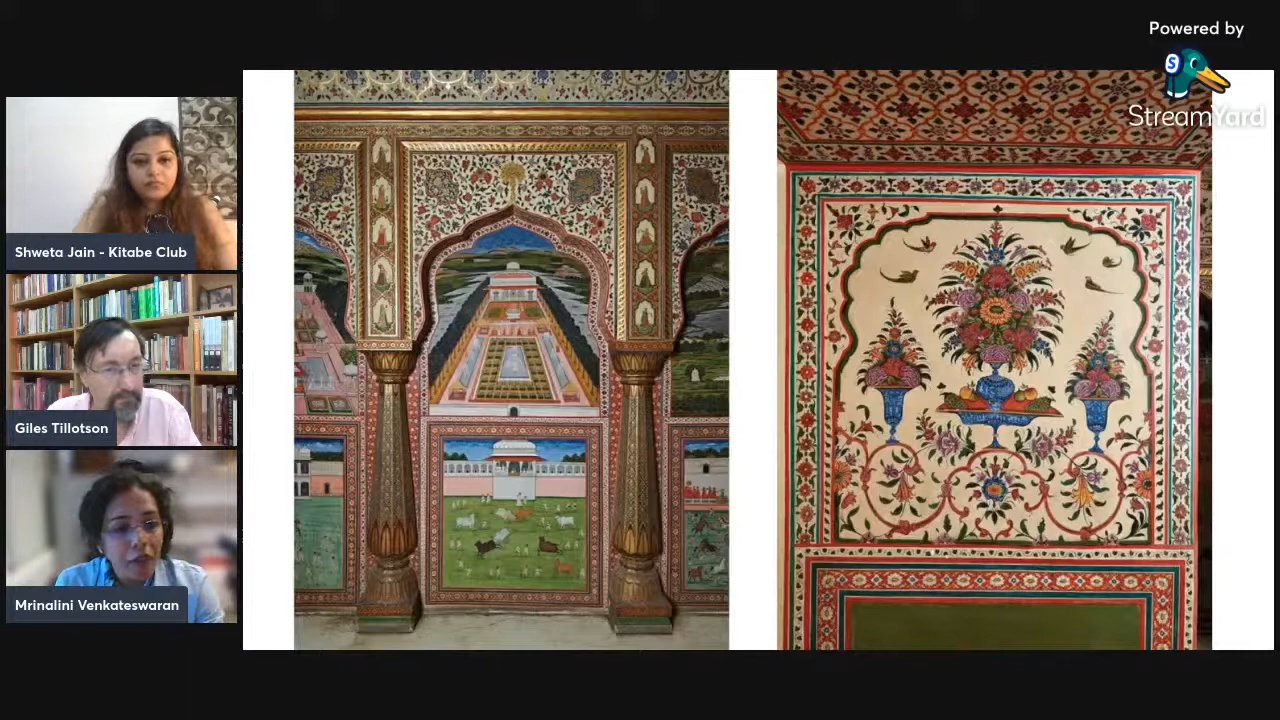 Powered by
StreamYard
Shweta Jain - Kitabe Club
Giles Tillotson
Mrinalini Venkateswaran